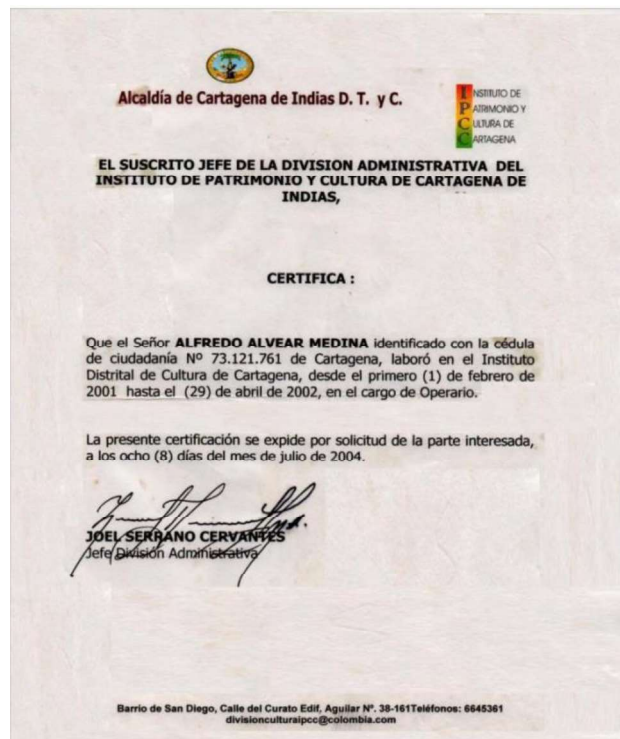 Alcaldía de Cartagena de Indias D. T. y C.
INSTITUTO DE
PATRIMONIO Y
CULTURA DE
CARTAGENA
EL SUSCRITO JEFE DE LA DIVISION ADMINISTRATIVA DEL
INSTITUTO DE PATRIMONIO Y CULTURA DE CARTAGENA DE
INDIAS,
CERTIFICA :
Que el Señor ALFREDO ALVEAR MEDINA identificado con la cédula
de ciudadanía Nº 73.121.761 de Cartagena, laboró en el Instituto
Distrital de Cultura de Cartagena, desde el primero (1) de febrero de
2001 hasta el (29) de abril de 2002, en el cargo de Operario.
La presente certificación se expide por solicitud de la parte interesada,
a los ocho (8) días del mes de julio de 2004.
JOEL SERRANO CERVANTES
Jefe División Administrativa
Barrio de San Diego, Calle del Curato Edif, Aguilar Nº. 38-161Teléfonos: 6645361
divisionculturaipcc@colombia.com